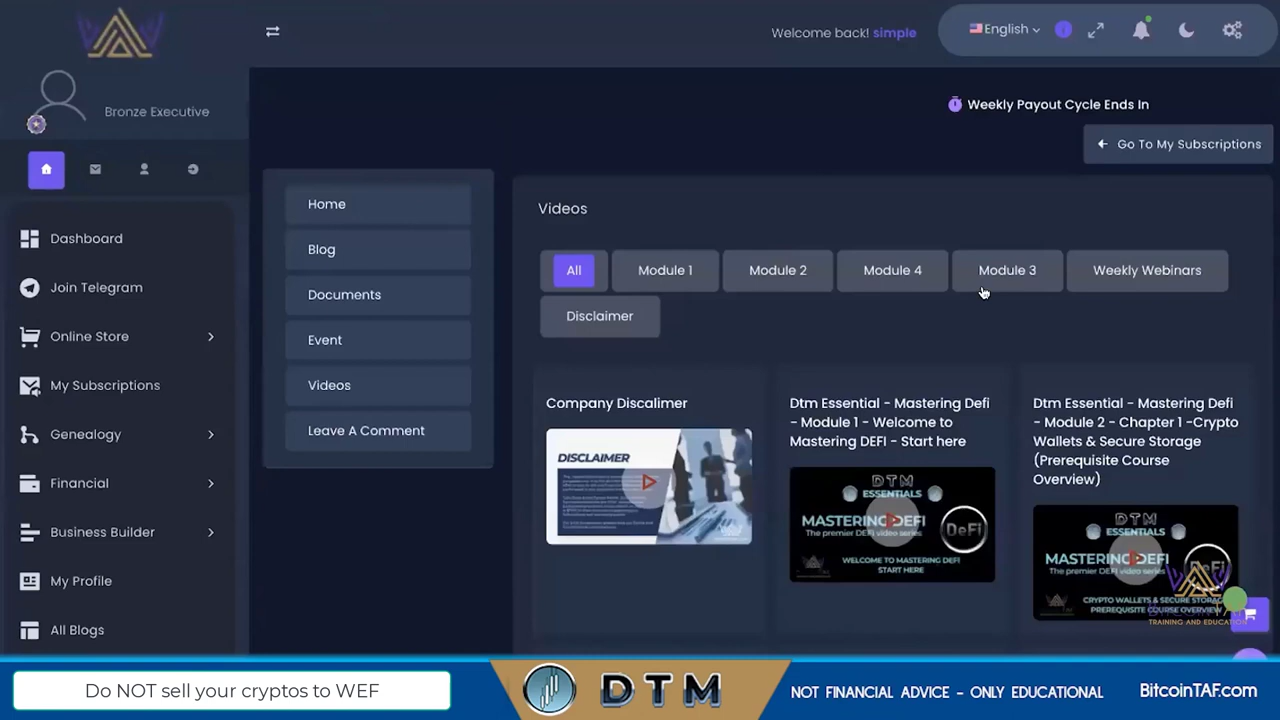 English
Welcome back! simple
Bronze Executive
Weekly Payout Cycle Ends In
Go To My Subscriptions
Dashboard
Join Telegram
Online Store
My Subscriptions
Genealogy
Financial
Business Builder
My Profile
All Blogs
Home
Blog
Documents
Event
Videos
Leave A Comment
Videos
All
Module 1
Module 2
Module 4
Module 3
Weekly Webinars
Disclaimer
Company Discalimer
DISCLAIMER
Dtm Essential - Mastering Defi
- Module 1 - Welcome to
Mastering DEFI - Start here
DTM
ESSENTIALS
MASTERING DEFI
The premier DEFI video series
DeFi
WELCOME TO MASTERING DEFI
START HERE
Dtm Essential - Mastering Defi
- Module 2 - Chapter 1 -Crypto
Wallets & Secure Storage
(Prerequisite Course
Overview)
DTM
ESSENTIALS
MASTERING DEFI
The premier DEFI video series
DeFi
CRYPTO WALLETS & SECURE STORAGE
PREREQUISITE COURSE OVERVIEW
TRAINING AND EDUCATION
Do NOT sell your cryptos to WEF
DTM
NOT FINANCIAL ADVICE - ONLY EDUCATIONAL
BitcoinTAF.com